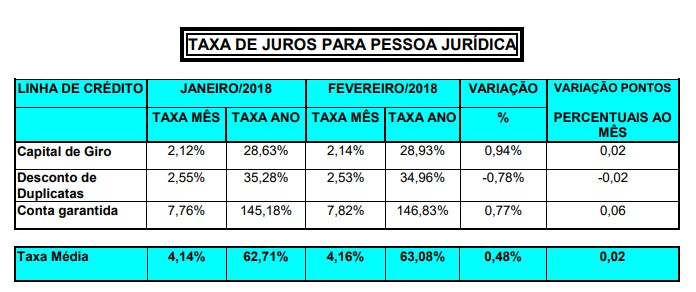 TAXA DE JUROS PARA PESSOA JURÍDICA
LINHA DE CRÉDITO JANEIRO/2018 FEVEREIRO/2018 VARIAÇÃO VARIAÇÃO PONTOS
TAXA MÊS TAXA ANO TAXA MÊS TAXA ANO % PERCENTUAIS AO
MÊS
Capital de Giro 2,12% 28,63% 2,14% 28,93% 0,94% 0,02
Desconto de
Duplicatas 2,55% 35,28% 2,53% 34,96% -0,78% -0,02
Conta garantida 7,76% 145,18% 7,82% 146,83% 0,77% 0,06
Taxa Média 4,14% 62,71% 4,16% 63,08% 0,48% 0,02